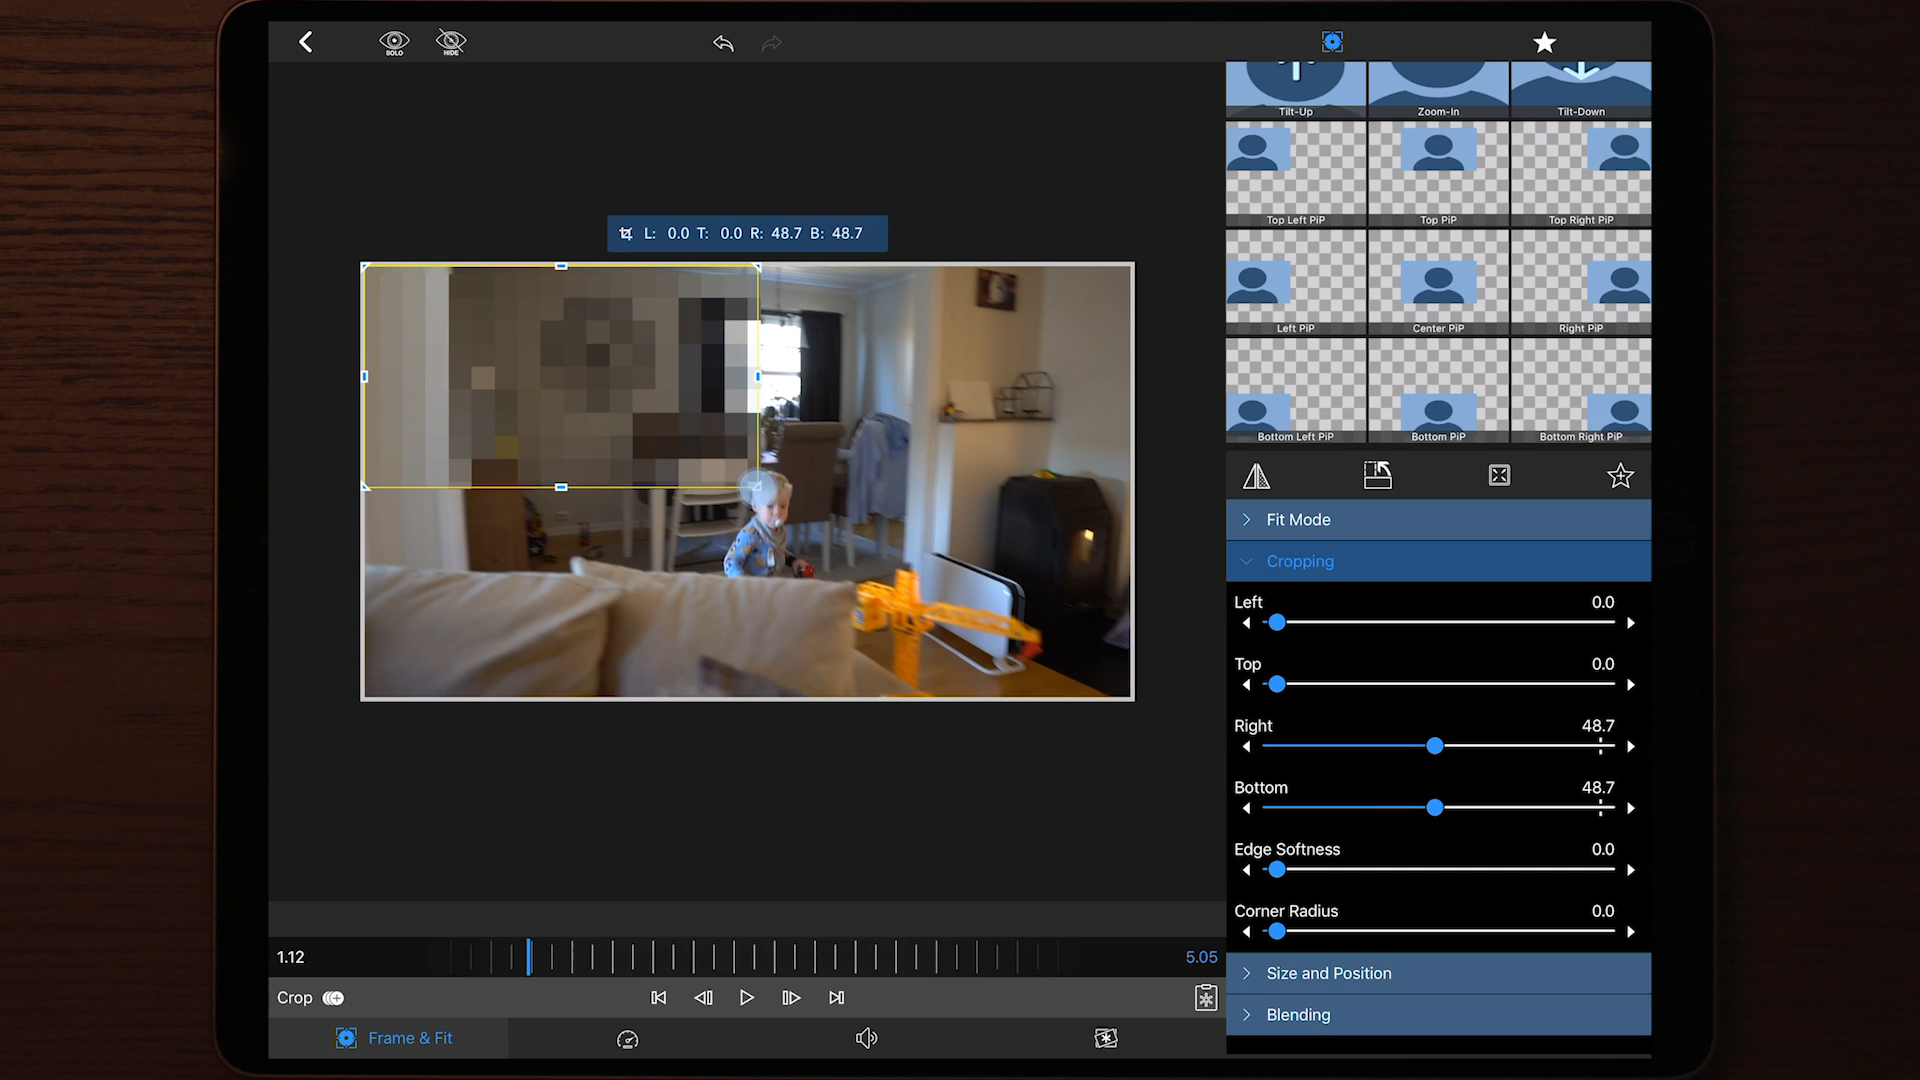 SOLO
HIDE
Tilt-Up
Zoom-In
Tilt-Down
Top Left PiP
Top PiP
Top Right PiP
L: 0.0 T: 0.0 R: 48.7 B: 48.7
Left PiP
Center PiP
Right PiP
Bottom Left PiP
Bottom PiP
Bottom Right PiP
Fit Mode
Cropping
Left 0.0
Top 0.0
Right 48.7
Bottom 48.7
Edge Softness 0.0
Corner Radius 0.0
1.12
5.05
Size and Position
Crop
Blending
Frame & Fit